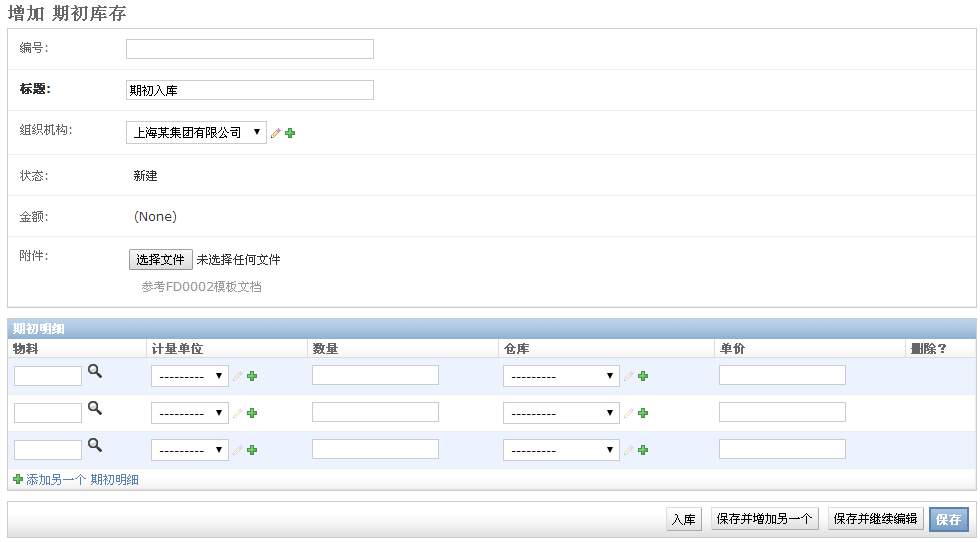 增加 期初库存
编号:
标题: 期初入库
组织机构: 上海某集团有限公司
状态: 新建
金额: (None)
附件: 选择文件 未选择任何文件
参考FD0002模板文档
期初明细
物料 计量单位 数量 仓库 单价 删除?
--------- ---------
--------- ---------
--------- ---------
添加另一个 期初明细
入库 保存并增加另一个 保存并继续编辑 保存